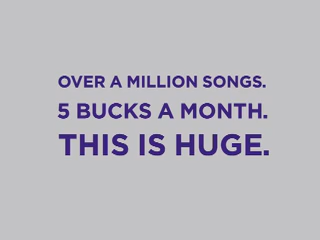 OVER A MILLION SONGS.
5 BUCKS A MONTH.
THIS IS HUGE.